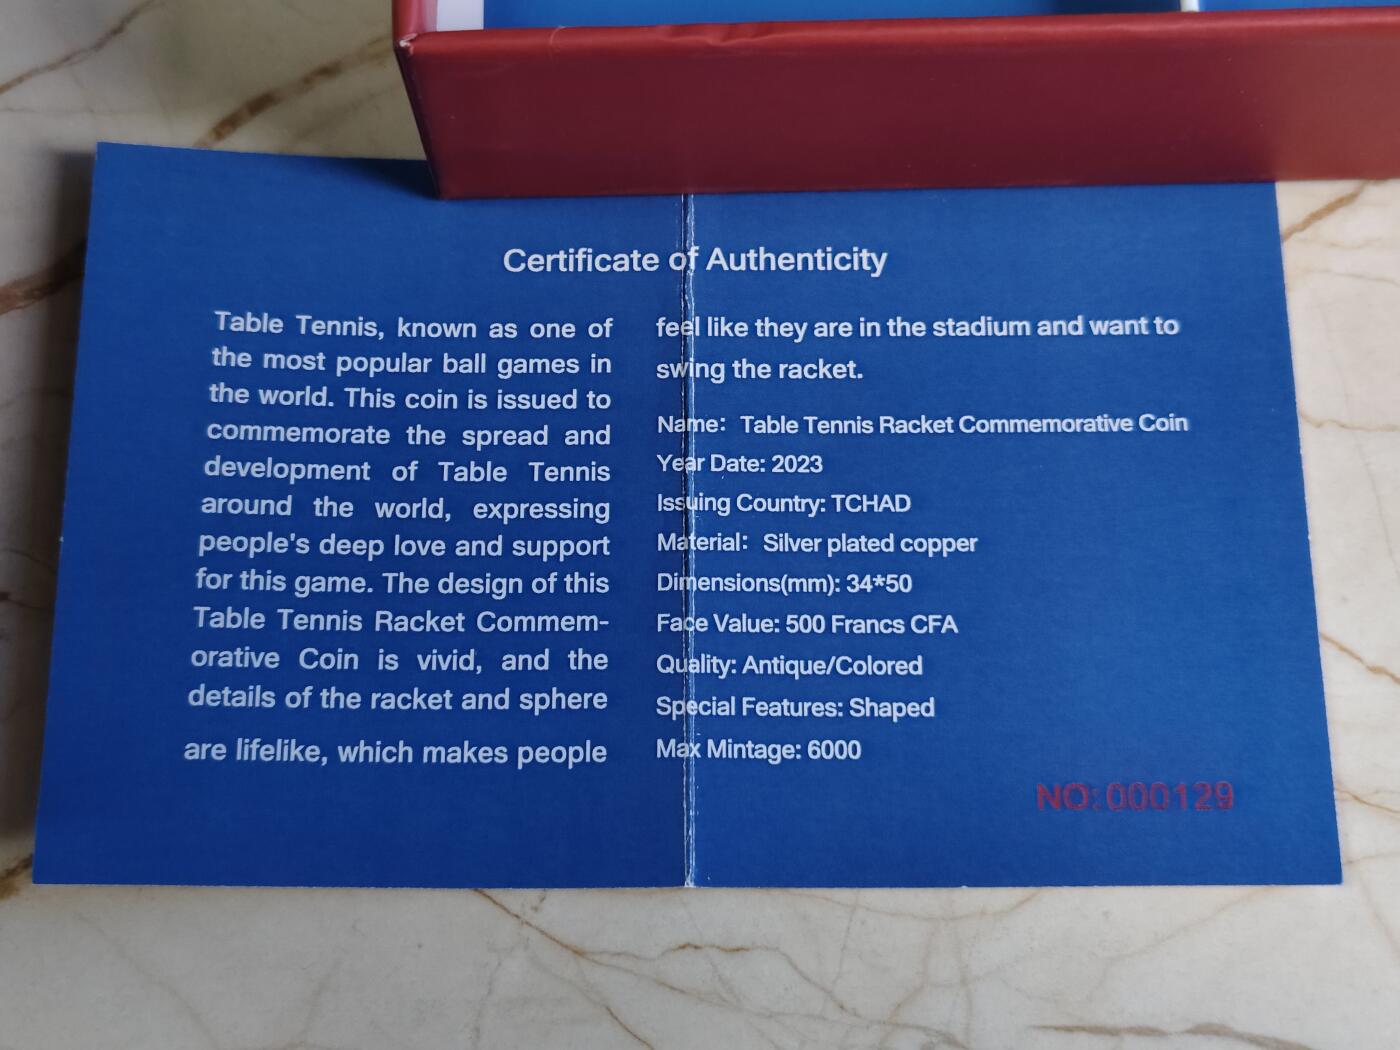 Certificate of Authenticity
Table Tennis, known as one of
the most popular ball games in
the world. This coin is issued to
commemorate the spread and
development of Table Tennis
around the world, expressing
people's deep love and support
for this game. The design of this
Table Tennis Racket Commem-
orative Coin is vivid, and the
details of the racket and sphere
are lifelike, which makes people
feel like they are in the stadium and want to
swing the racket.
Name: Table Tennis Racket Commemorative Coin
Year Date: 2023
Issuing Country: TCHAD
Material: Silver plated copper
Dimensions(mm): 34*50
Face Value: 500 Francs CFA
Quality: Antique/Colored
Special Features: Shaped
Max Mintage: 6000
NO:000129